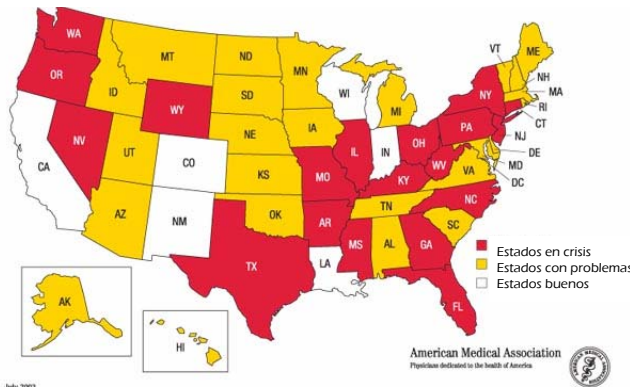 WA
OR
CA
NV
ID
MT
WY
UT
AZ
CO
NM
ND
SD
NE
KS
OK
TX
MN
IA
MO
AR
LA
WI
IL
MI
IN
OH
KY
TN
MS
AL
GA
FL
SC
NC
VA
WV
PA
NY
VT
ME
NH
MA
RI
CT
NJ
DE
MD
DC
AK
HI
Estados en crisis
Estados con problemas
Estados buenos
American Medical Association
Physicians dedicated to the health of America